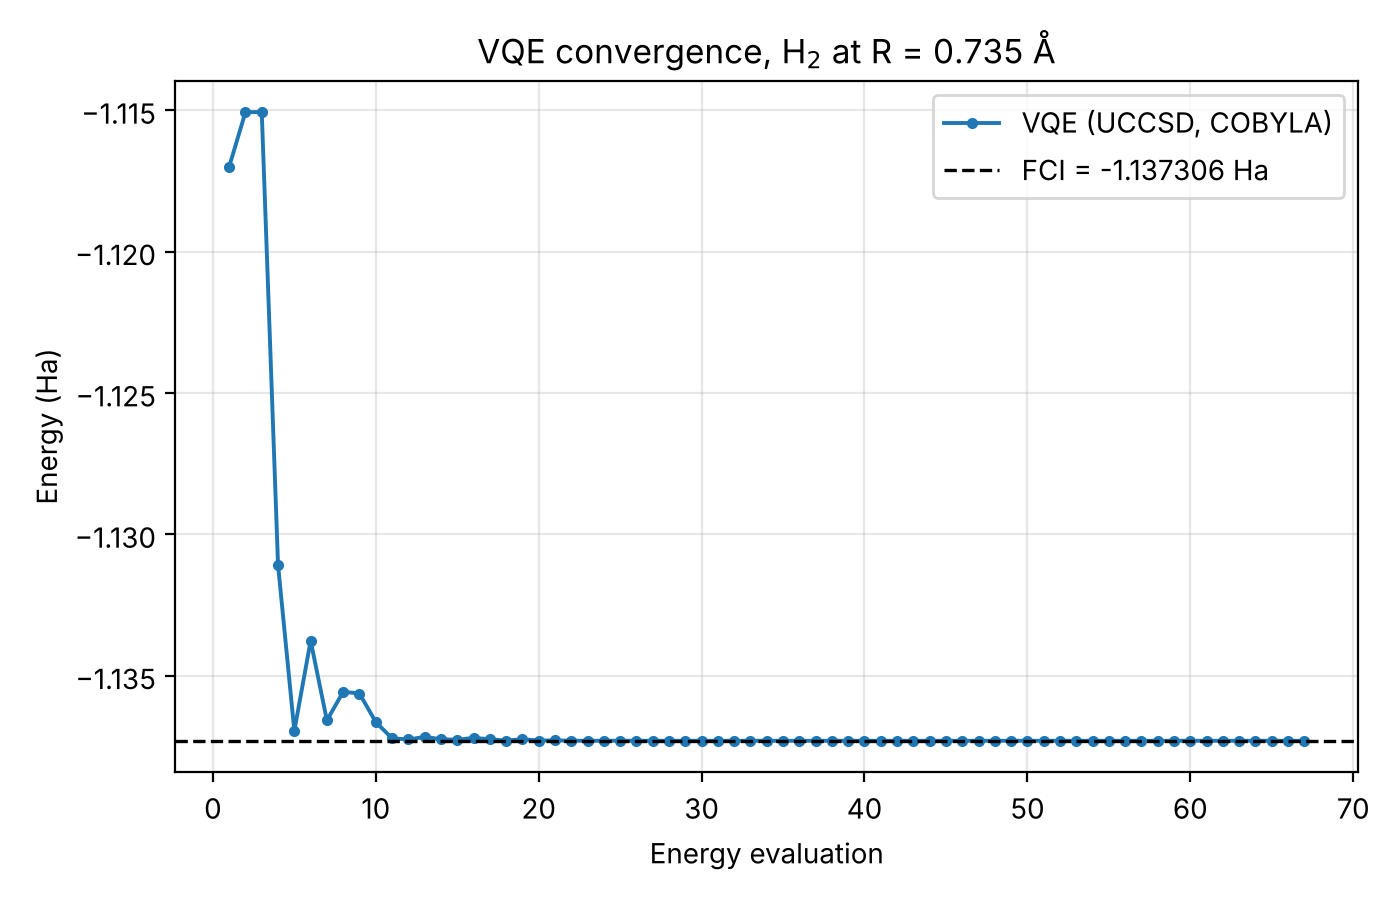 VQE convergence, H₂ at R = 0.735 Å
VQE (UCCSD, COBYLA)
FCI = -1.137306 Ha
Energy (Ha)
−1.115
−1.120
−1.125
−1.130
−1.135
0 10 20 30 40 50 60 70
Energy evaluation